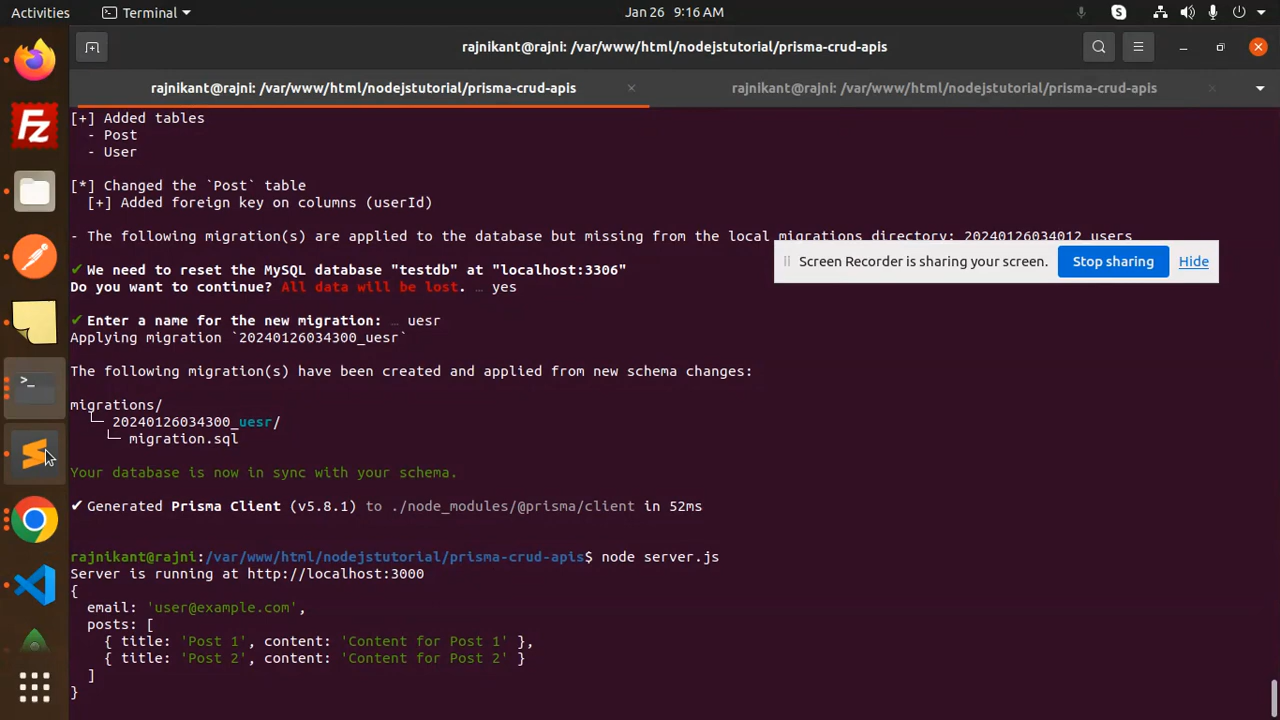 Activities Terminal Jan 26 9:16 AM
rajnikant@rajni: /var/www/html/nodejstutorial/prisma-crud-apis
rajnikant@rajni: /var/www/html/nodejstutorial/prisma-crud-apis × rajnikant@rajni: /var/www/html/nodejstutorial/prisma-crud-apis ×
[+] Added tables
- Post
- User
[*] Changed the `Post` table
[+] Added foreign key on columns (userId)
- The following migration(s) are applied to the database but missing from the local migrations directory: 20240126034012_users
Screen Recorder is sharing your screen. Stop sharing Hide
✔ We need to reset the MySQL database "testdb" at "localhost:3306"
Do you want to continue? All data will be lost. … yes
✔ Enter a name for the new migration: … uesr
Applying migration `20240126034300_uesr`
The following migration(s) have been created and applied from new schema changes:
migrations/
└─ 20240126034300_uesr/
└─ migration.sql
Your database is now in sync with your schema.
✔ Generated Prisma Client (v5.8.1) to ./node_modules/@prisma/client in 52ms
rajnikant@rajni:/var/www/html/nodejstutorial/prisma-crud-apis$ node server.js
Server is running at http://localhost:3000
{
email: 'user@example.com',
posts: [
{ title: 'Post 1', content: 'Content for Post 1' },
{ title: 'Post 2', content: 'Content for Post 2' }
]
}